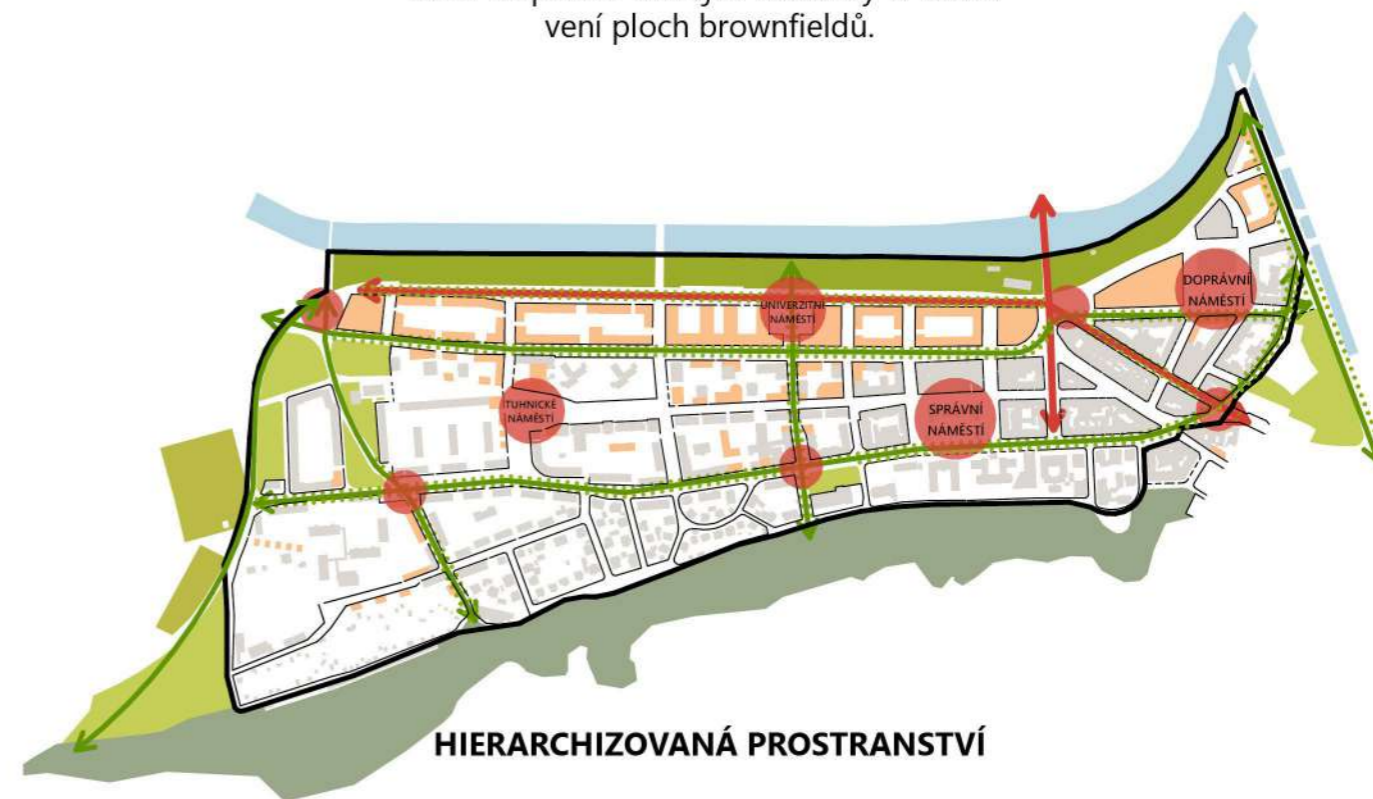 vení ploch brownfieldů.
DOPRÁVNÍ
NÁMĚSTÍ
UNIVERZITNÍ
NÁMĚSTÍ
TUHNICKÉ
NÁMĚSTÍ
SPRÁVNÍ
NÁMĚSTÍ
HIERARCHIZOVANÁ PROSTRANSTVÍ